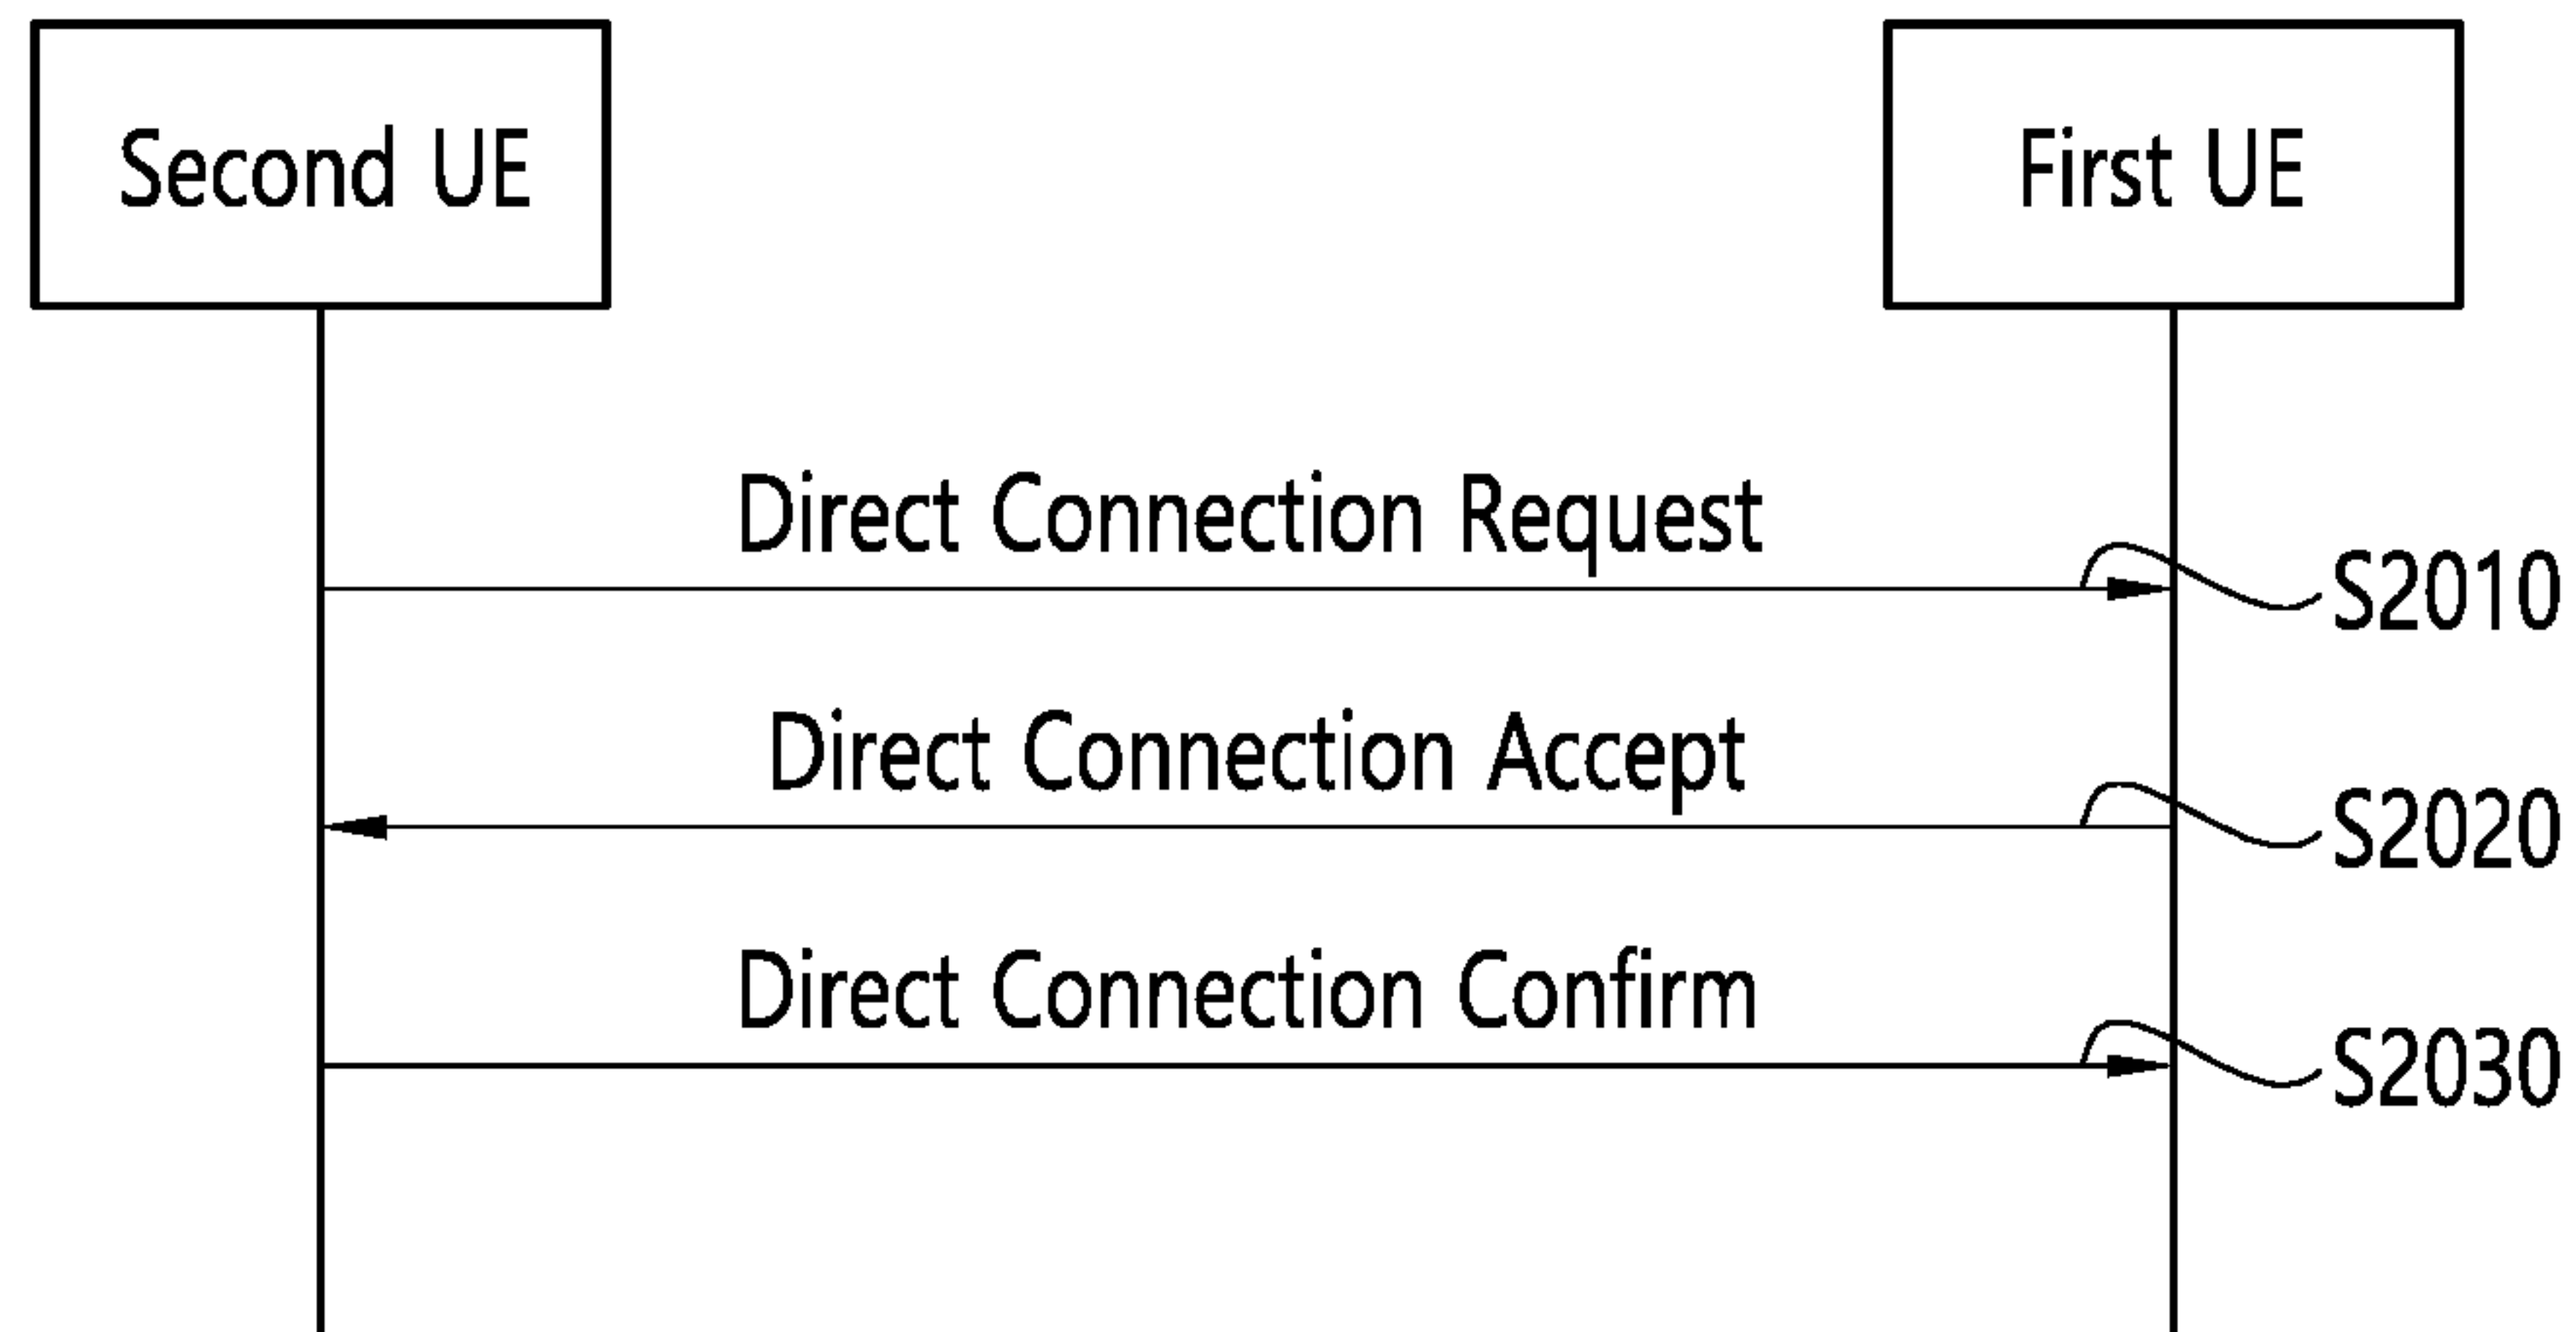 Second UE
First UE
Direct Connection Request
S2010
Direct Connection Accept
S2020
Direct Connection Confirm
S2030